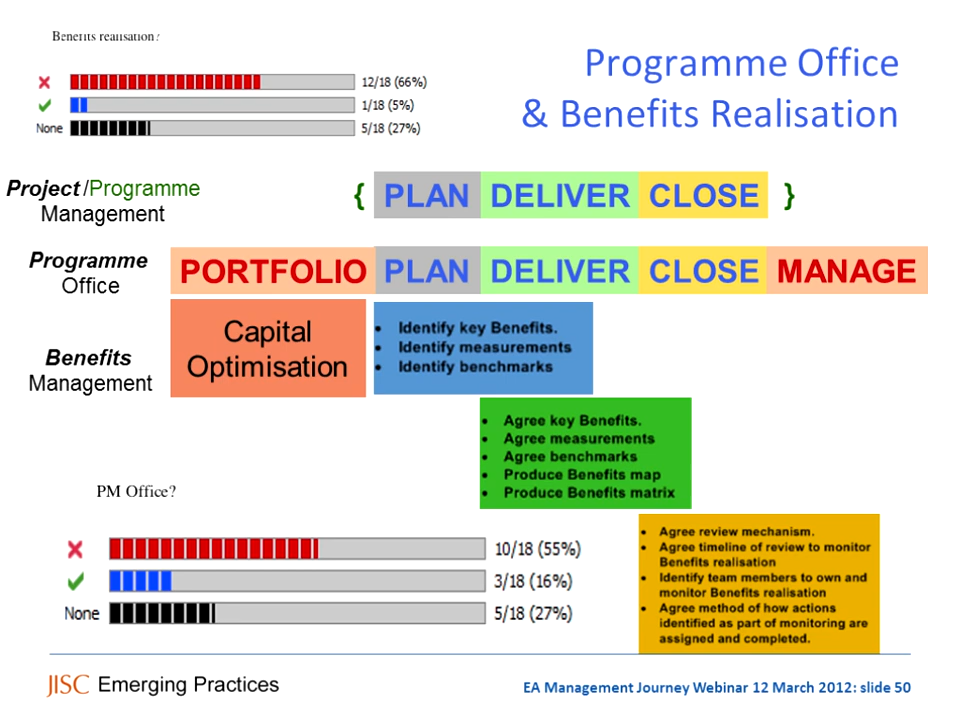 Benefits realisation?
12/18 (66%)
1/18 (5%)
None 5/18 (27%)
Programme Office
& Benefits Realisation
Project /Programme
Management
{ PLAN DELIVER CLOSE }
Programme
Office
PORTFOLIO PLAN DELIVER CLOSE MANAGE
Benefits
Management
Capital
Optimisation
• Identify key Benefits.
• Identify measurements
• Identify benchmarks
• Agree key Benefits.
• Agree measurements
• Agree benchmarks
• Produce Benefits map
• Produce Benefits matrix
PM Office?
10/18 (55%)
3/18 (16%)
None 5/18 (27%)
• Agree review mechanism.
• Agree timeline of review to monitor
Benefits realisation
• Identify team members to own and
monitor Benefits realisation
• Agree method of how actions
identified as part of monitoring are
assigned and completed.
JISC Emerging Practices
EA Management Journey Webinar 12 March 2012: slide 50